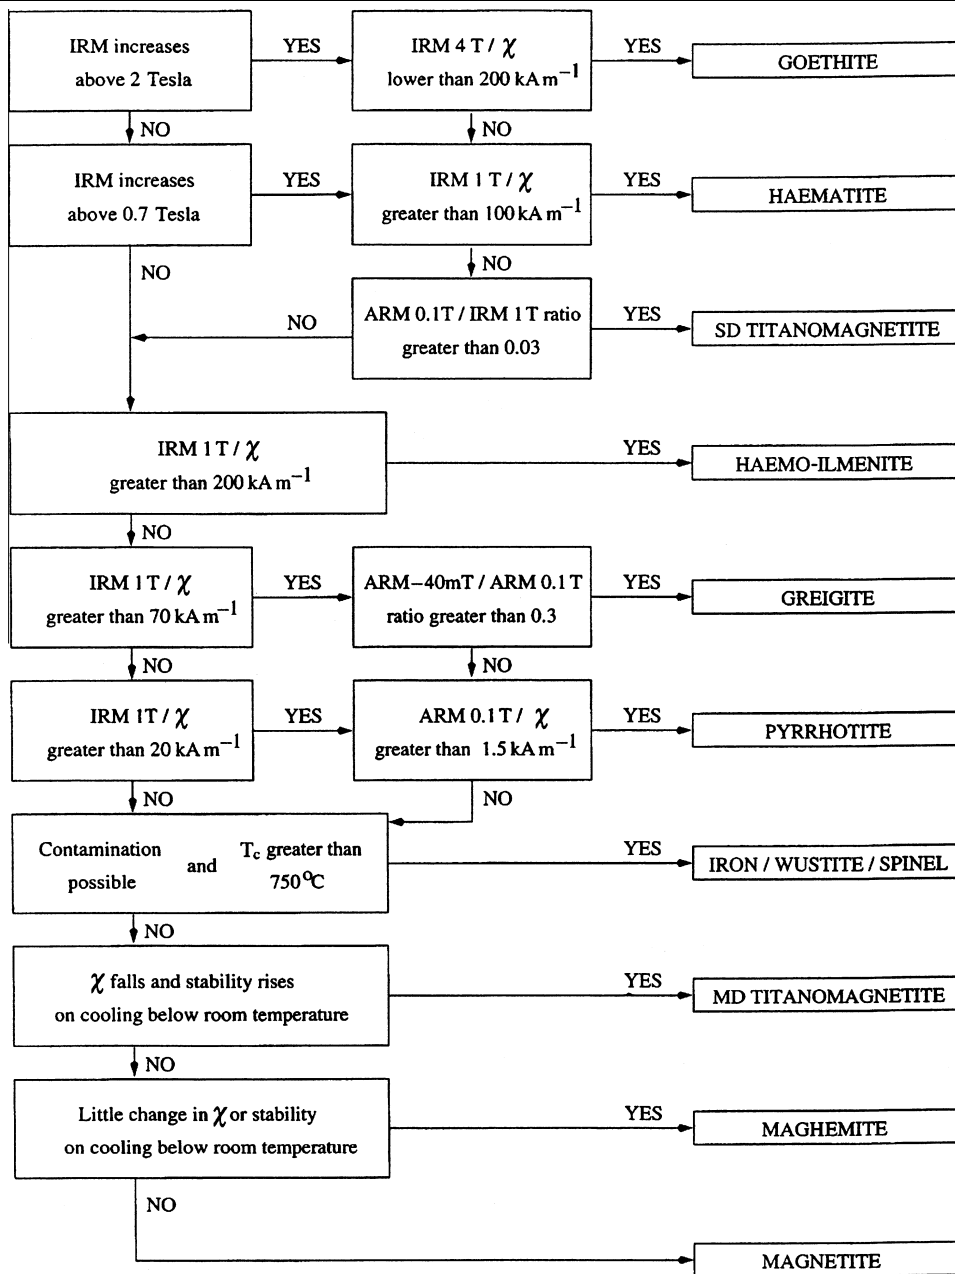 IRM increases
above 2 Tesla
YES
IRM 4 T / χ
lower than 200 kA m⁻¹
YES
GOETHITE
NO
NO
IRM increases
above 0.7 Tesla
YES
IRM 1 T / χ
greater than 100 kA m⁻¹
YES
HAEMATITE
NO
NO
ARM 0.1T / IRM 1T ratio
greater than 0.03
NO
YES
SD TITANOMAGNETITE
IRM 1 T / χ
greater than 200 kA m⁻¹
YES
HAEMO-ILMENITE
NO
IRM 1 T / χ
greater than 70 kA m⁻¹
YES
ARM−40mT / ARM 0.1 T
ratio greater than 0.3
YES
GREIGITE
NO
NO
IRM 1T / χ
greater than 20 kA m⁻¹
YES
ARM 0.1 T / χ
greater than 1.5 kA m⁻¹
YES
PYRRHOTITE
NO
NO
Contamination
possible
and
Tc greater than
750 °C
YES
IRON / WUSTITE / SPINEL
NO
χ falls and stability rises
on cooling below room temperature
YES
MD TITANOMAGNETITE
NO
Little change in χ or stability
on cooling below room temperature
YES
MAGHEMITE
NO
MAGNETITE